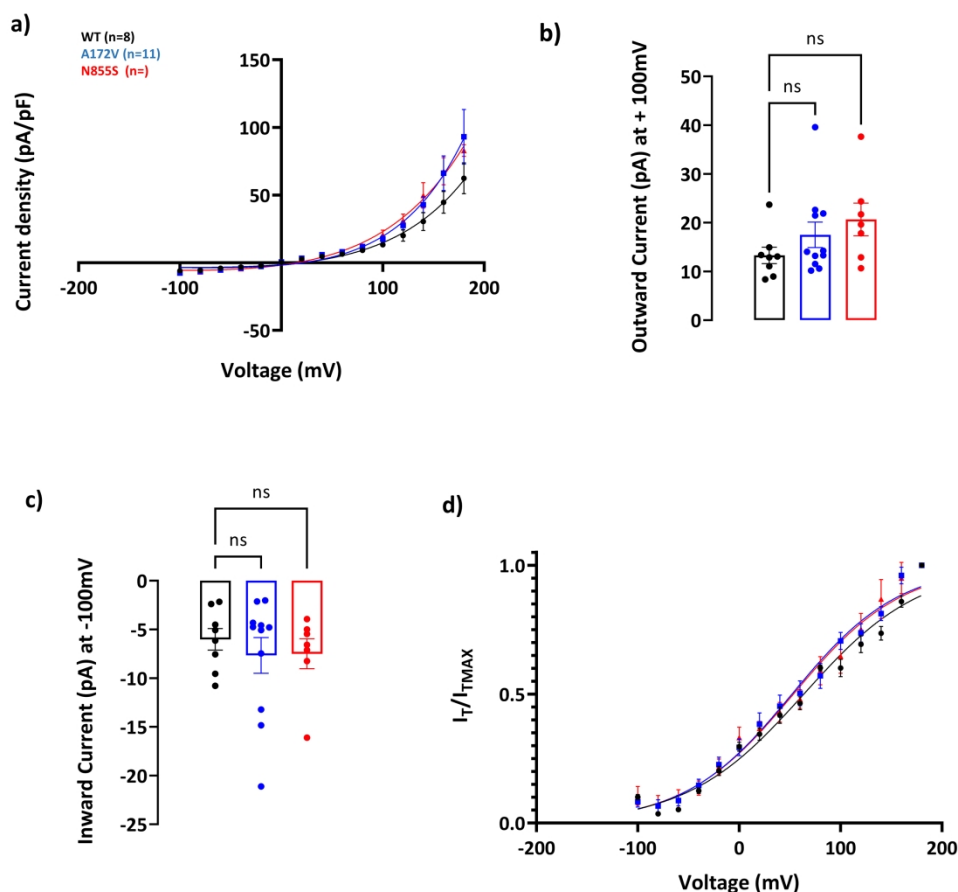 a)
WT (n=8)
A172V (n=11)
N855S (n=)
Current density (pA/pF)
150
100
50
-50
-200
-100
100
200
Voltage (mV)
b)
ns
ns
Outward Current (pA) at + 100mV
50
40
30
20
10
0
c)
ns
ns
Inward Current (pA) at -100mV
0
-5
-10
-15
-20
-25
d)
I_T/I_TMAX
1.0
0.5
0.0
-200
-100
0
100
200
Voltage (mV)